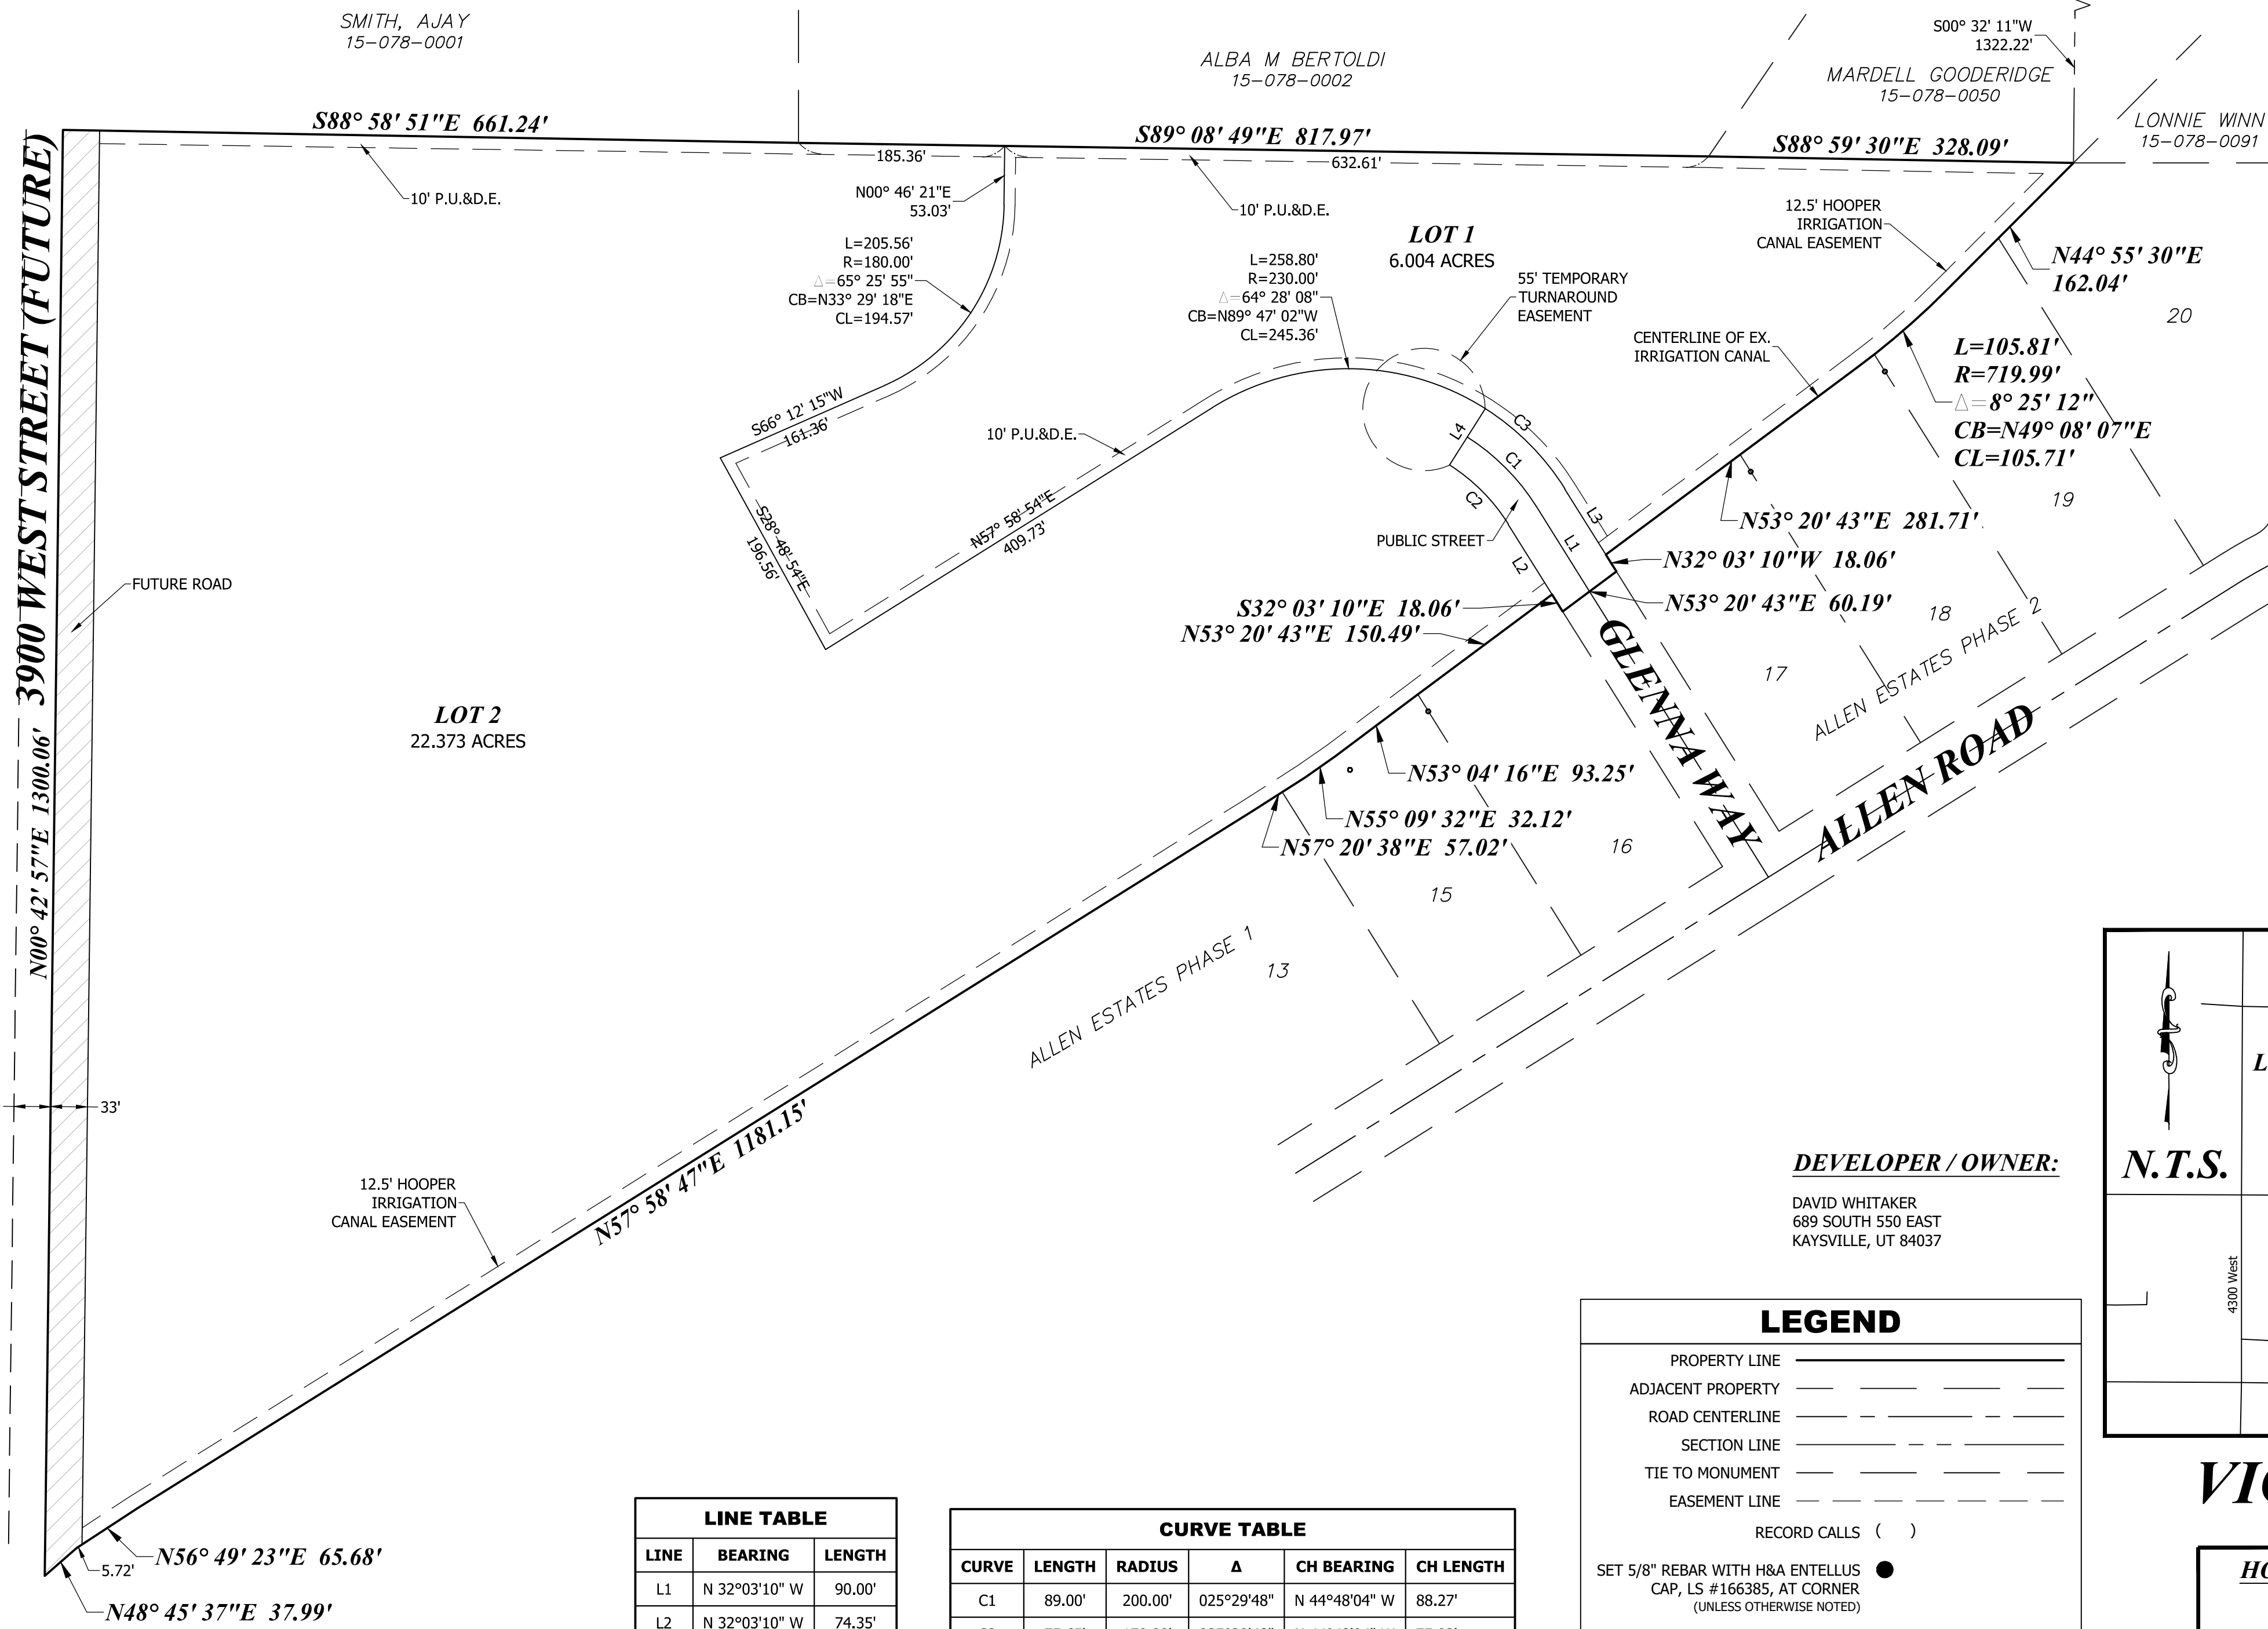 SMITH, AJAY
15-078-0001
ALBA M BERTOLDI
15-078-0002
S00° 32' 11"W
1322.22'
MARDELL GOODERIDGE
15-078-0050
LONNIE WINN
15-078-0091
S88° 58' 51"E 661.24'
S89° 08' 49"E 817.97'
S88° 59' 30"E 328.09'
185.36'
632.61'
10' P.U.&D.E.
N00° 46' 21"E
53.03'
10' P.U.&D.E.
12.5' HOOPER
IRRIGATION
CANAL EASEMENT
LOT 1
6.004 ACRES
L=205.56'
R=180.00'
△=65° 25' 55"
CB=N33° 29' 18"E
CL=194.57'
L=258.80'
R=230.00'
△=64° 28' 08"
CB=N89° 47' 02"W
CL=245.36'
55' TEMPORARY
TURNAROUND
EASEMENT
N44° 55' 30"E
162.04'
20
CENTERLINE OF EX.
IRRIGATION CANAL
L=105.81'
R=719.99'
△=8° 25' 12"
CB=N49° 08' 07"E
CL=105.71'
19
3900 WEST STREET (FUTURE)
N00° 42' 57"E 1300.06'
FUTURE ROAD
S66° 12' 15"W
161.36'
10' P.U.&D.E.
S28° 48' 54"E
196.56'
N57° 58' 54"E
409.73'
L4
C3
C1
C2
L3
L1
L2
PUBLIC STREET
N53° 20' 43"E 281.71'
N32° 03' 10"W 18.06'
N53° 20' 43"E 60.19'
S32° 03' 10"E 18.06'
N53° 20' 43"E 150.49'
18
17
ALLEN ESTATES PHASE 2
GLENNA WAY
ALLEN ROAD
LOT 2
22.373 ACRES
N53° 04' 16"E 93.25'
N55° 09' 32"E 32.12'
N57° 20' 38"E 57.02'
16
15
13
ALLEN ESTATES PHASE 1
33'
N57° 58' 47"E 1181.15'
12.5' HOOPER
IRRIGATION
CANAL EASEMENT
N56° 49' 23"E 65.68'
5.72'
N48° 45' 37"E 37.99'
DEVELOPER / OWNER:
DAVID WHITAKER
689 SOUTH 550 EAST
KAYSVILLE, UT 84037
N.T.S.
4300 West
LEGEND
PROPERTY LINE
ADJACENT PROPERTY
ROAD CENTERLINE
SECTION LINE
TIE TO MONUMENT
EASEMENT LINE
RECORD CALLS ( )
SET 5/8" REBAR WITH H&A ENTELLUS
CAP, LS #166385, AT CORNER
(UNLESS OTHERWISE NOTED)
LINE TABLE
LINE BEARING LENGTH
L1 N 32°03'10" W 90.00'
L2 N 32°03'10" W 74.35'
CURVE TABLE
CURVE LENGTH RADIUS Δ CH BEARING CH LENGTH
C1 89.00' 200.00' 025°29'48" N 44°48'04" W 88.27'